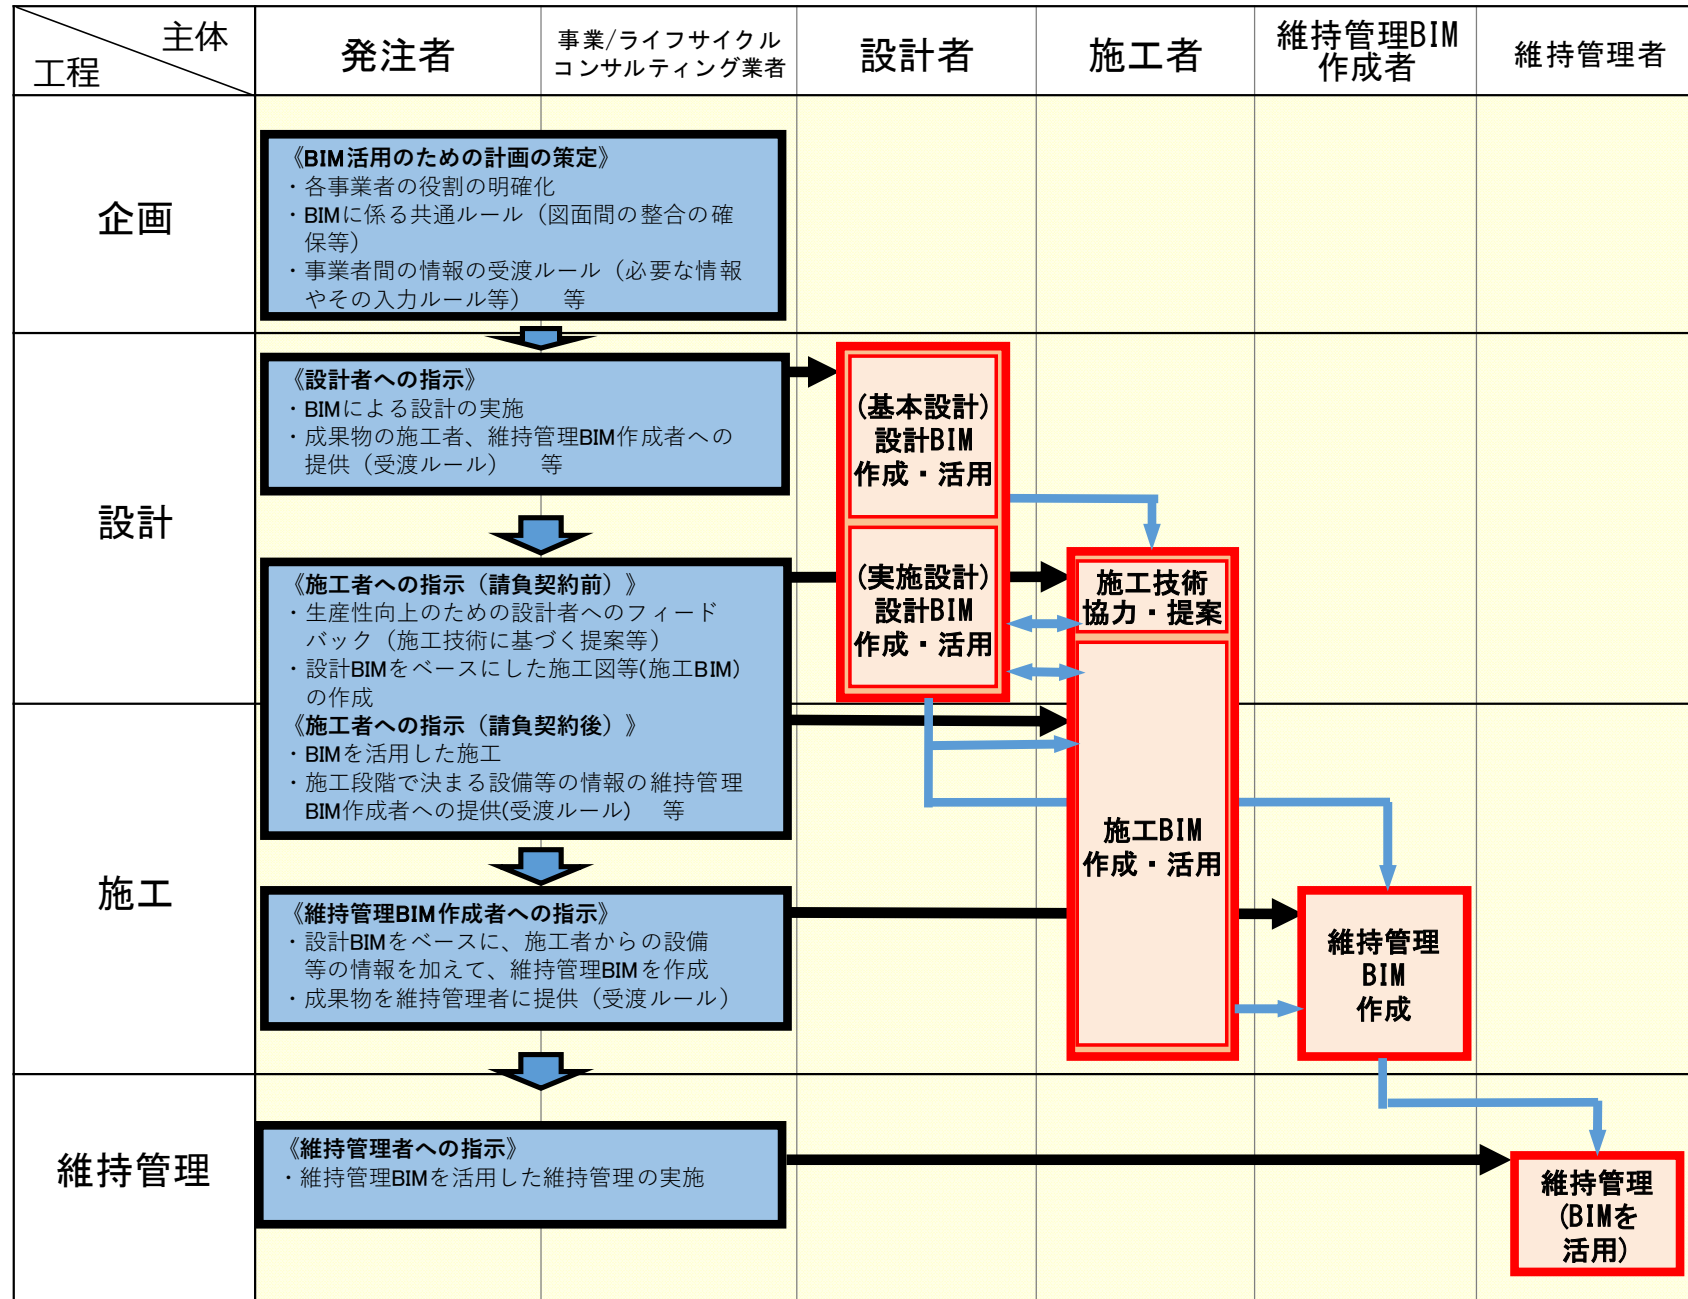 主体
工程
発注者
事業/ライフサイクル
コンサルティング業者
設計者
施工者
維持管理BIM
作成者
維持管理者
企画
《BIM活用のための計画の策定》
・各事業者の役割の明確化
・BIMに係る共通ルール（図面間の整合の確
保等）
・事業者間の情報の受渡ルール（必要な情報
やその入力ルール等）　等
設計
《設計者への指示》
・BIMによる設計の実施
・成果物の施工者、維持管理BIM作成者への
提供（受渡ルール）　等
(基本設計)
設計BIM
作成・活用
《施工者への指示（請負契約前）》
・生産性向上のための設計者へのフィード
バック（施工技術に基づく提案等）
・設計BIMをベースにした施工図等(施工BIM)
の作成
(実施設計)
設計BIM
作成・活用
施工技術
協力・提案
施工
《施工者への指示（請負契約後）》
・BIMを活用した施工
・施工段階で決まる設備等の情報の維持管理
BIM作成者への提供(受渡ルール)　等
施工BIM
作成・活用
《維持管理BIM作成者への指示》
・設計BIMをベースに、施工者からの設備
等の情報を加えて、維持管理BIMを作成
・成果物を維持管理者に提供（受渡ルール）
維持管理
BIM
作成
維持管理
《維持管理者への指示》
・維持管理BIMを活用した維持管理の実施
維持管理
(BIMを
活用)